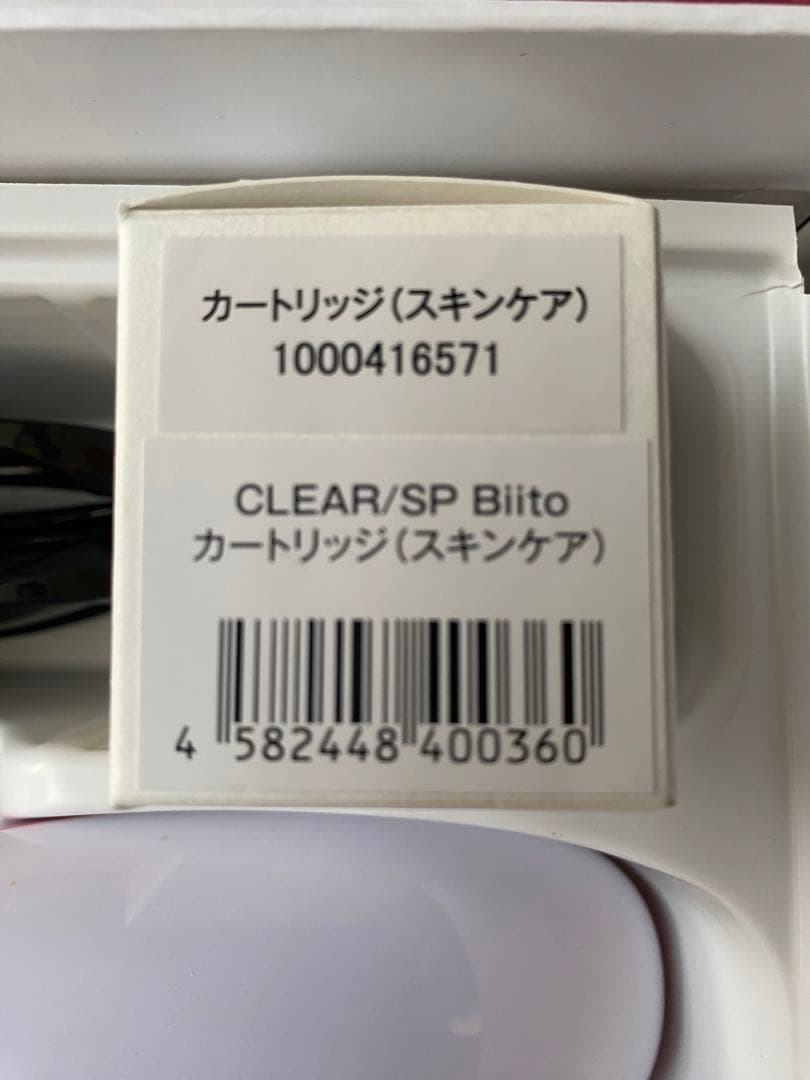 カートリッジ(スキンケア)
1000416571
CLEAR/SP Biito
カートリッジ(スキンケア)
4 582448 400360